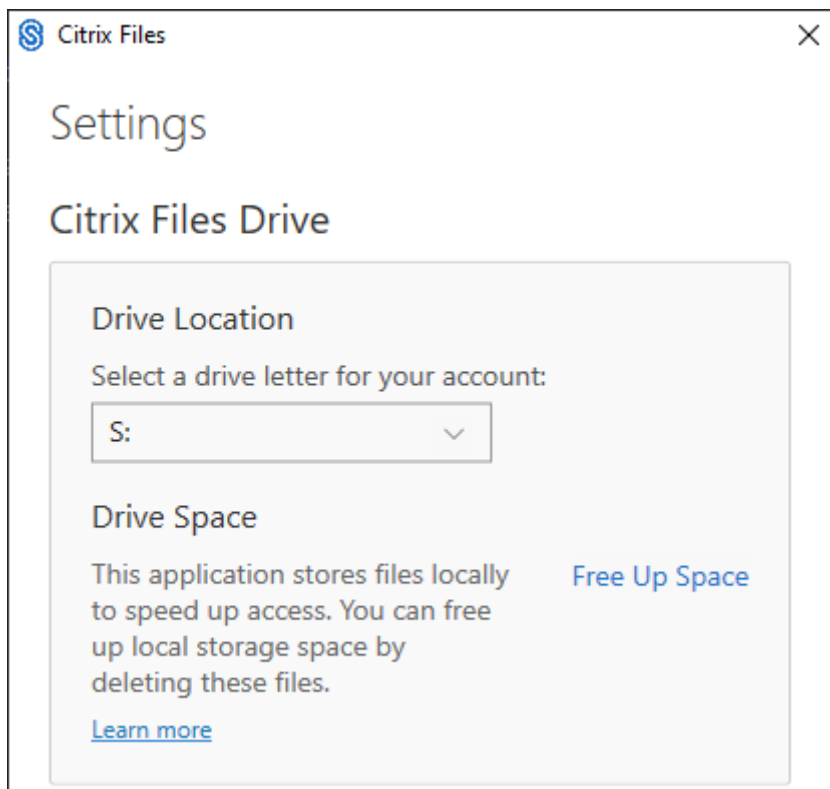 Citrix Files
Settings
Citrix Files Drive
Drive Location
Select a drive letter for your account:
S:
Drive Space
This application stores files locally
to speed up access. You can free
up local storage space by
deleting these files.
Free Up Space
Learn more